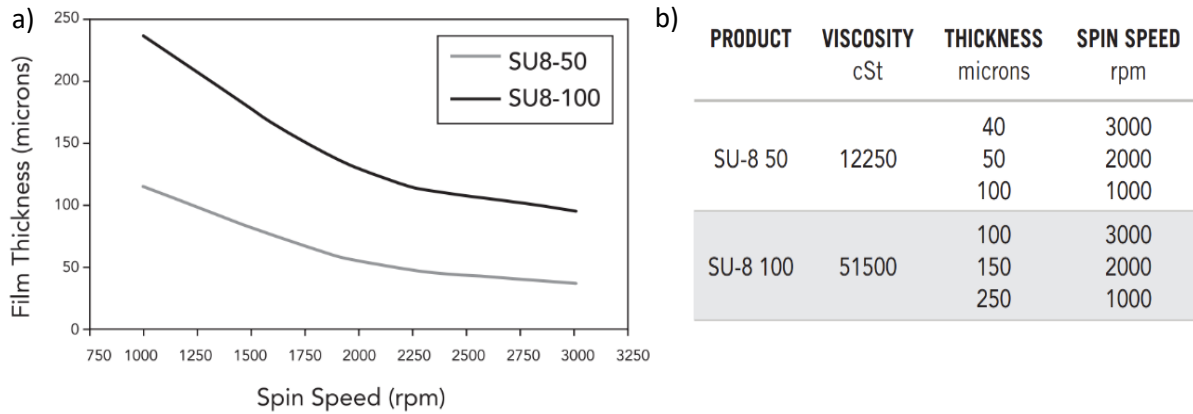 a)
250
200
150
100
50
0
Film Thickness (microns)
SU8-50
SU8-100
750 1000 1250 1500 1750 2000 2250 2500 2750 3000 3250
Spin Speed (rpm)
b)
PRODUCT VISCOSITY THICKNESS SPIN SPEED
cSt microns rpm
40 3000
SU-8 50 12250 50 2000
100 1000
100 3000
SU-8 100 51500 150 2000
250 1000